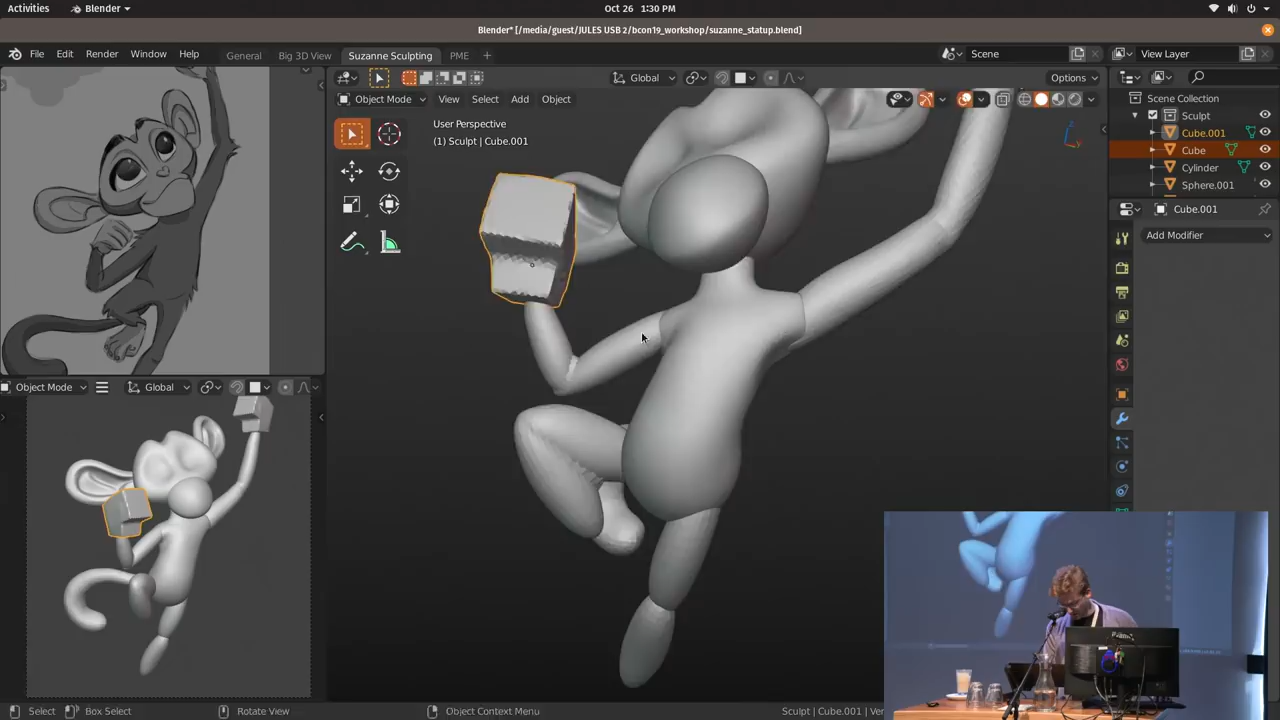 Activities
Blender
Oct 26 1:30 PM
Blender* [/media/guest/JULES USB 2/bcon19_workshop/suzanne_statup.blend]
File Edit Render Window Help
General Big 3D View Suzanne Sculpting PME +
Scene
View Layer
Global
Options
Object Mode View Select Add Object
User Perspective
(1) Sculpt | Cube.001
Scene Collection
Sculpt
Cube.001
Cube
Cylinder
Sphere.001
Cube.001
Add Modifier
Object Mode
Global
Select
Box Select
Rotate View
Object Context Menu
Sculpt | Cube.001 | Ver